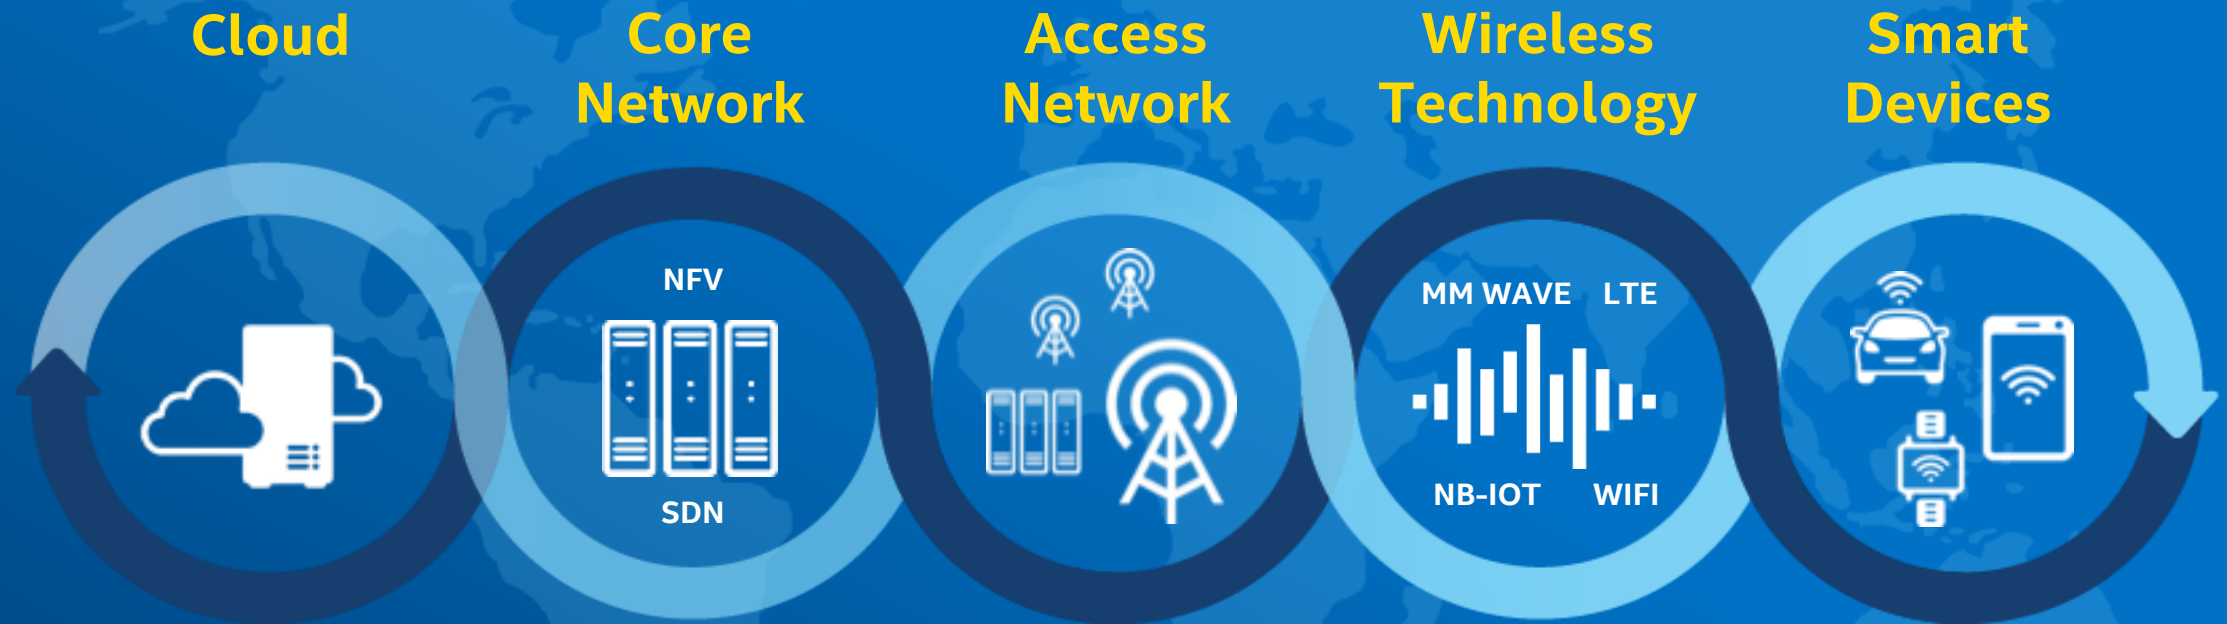 Cloud
Core
Network
Access
Network
Wireless
Technology
Smart
Devices
NFV
SDN
MM WAVE LTE
NB-IOT WIFI